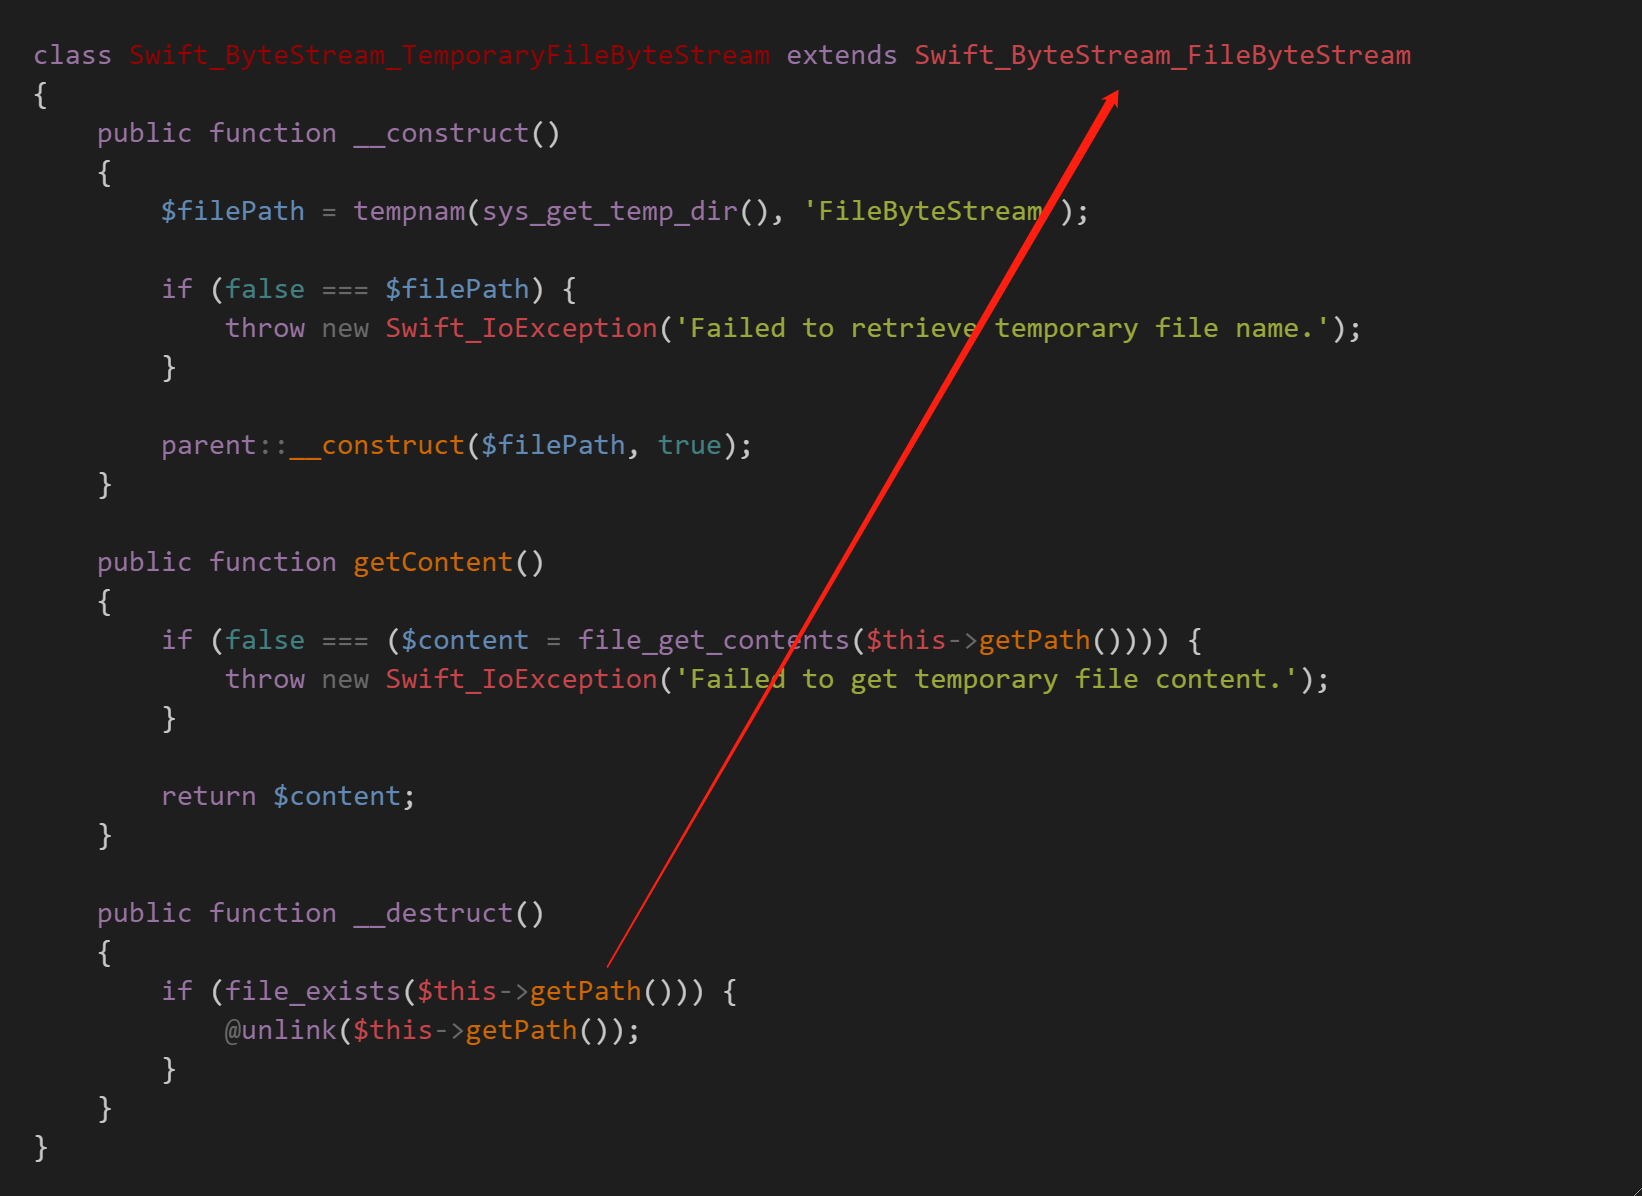 class Swift_ByteStream_TemporaryFileByteStream extends Swift_ByteStream_FileByteStream
{
    public function __construct()
    {
        $filePath = tempnam(sys_get_temp_dir(), 'FileByteStream');

        if (false === $filePath) {
            throw new Swift_IoException('Failed to retrieve temporary file name.');
        }

        parent::__construct($filePath, true);
    }

    public function getContent()
    {
        if (false === ($content = file_get_contents($this->getPath()))) {
            throw new Swift_IoException('Failed to get temporary file content.');
        }

        return $content;
    }

    public function __destruct()
    {
        if (file_exists($this->getPath())) {
            @unlink($this->getPath());
        }
    }
}